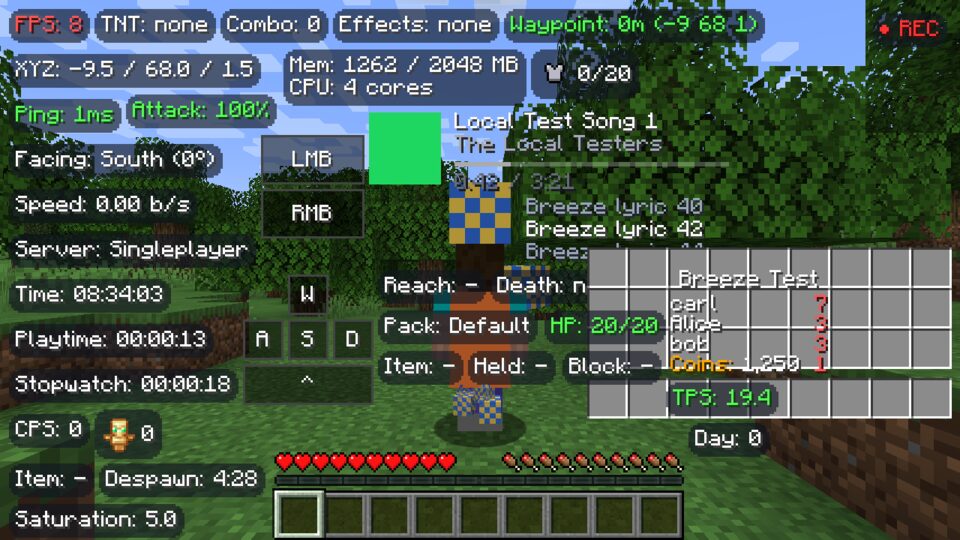 FPS: 8 TNT: none Combo: 0 Effects: none Waypoint: 0m (-9 68 1) REC
XYZ: -9.5 / 68.0 / 1.5
Mem: 1262 / 2048 MB
CPU: 4 cores
0/20
Ping: 1ms Attack: 100%
Local Test Song 1
The Local Testers
0:42 / 3:21
Facing: South (0°)
LMB
Speed: 0.00 b/s
RMB
Breeze lyric 40
Breeze lyric 42
Breeze lyric
Server: Singleplayer
Time: 08:34:03
W
Reach: - Death:
Breeze Test
carl 7
Alice 3
bob 3
Coins: 1,250 1
Playtime: 00:00:13
A S D
Pack: Default HP: 20/20
Item: - Held: - Block: -
Stopwatch: 00:00:18
^
TPS: 19.4
CPS: 0 0
Day: 0
Item: - Despawn: 4:28
Saturation: 5.0